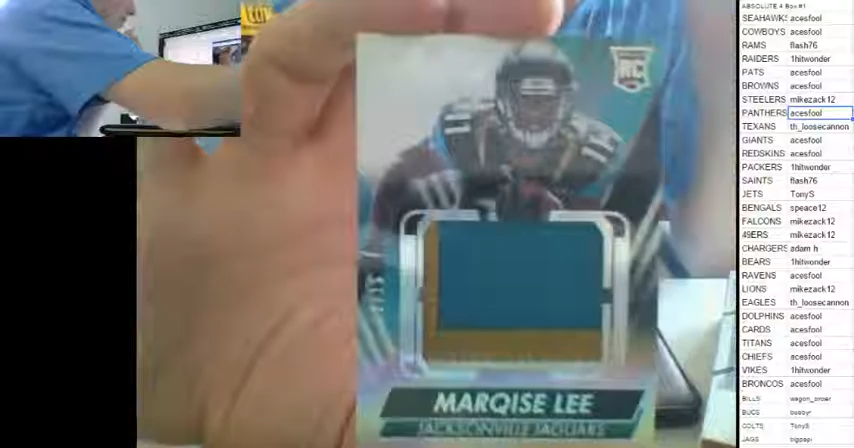 ABSOLUTE 4 Box #1
SEAHAWKS acesfool
COWBOYS acesfool
RAMS flash76
RAIDERS 1hitwonder
PATS acesfool
BROWNS acesfool
STEELERS mikezack12
PANTHERS acesfool
TEXANS th_loosecannon
GIANTS acesfool
REDSKINS acesfool
PACKERS 1hitwonder
SAINTS flash76
JETS TonyS
BENGALS speace12
FALCONS mikezack12
49ERS mikezack12
CHARGERS adam h
BEARS 1hitwonder
RAVENS acesfool
LIONS mikezack12
EAGLES th_loosecannon
DOLPHINS acesfool
CARDS acesfool
TITANS acesfool
CHIEFS acesfool
VIKES 1hitwonder
BRONCOS acesfool
BILLS
BUCS
COLTS TonyS
JAGS
RC
11
MARQISE LEE
JACKSONVILLE JAGUARS